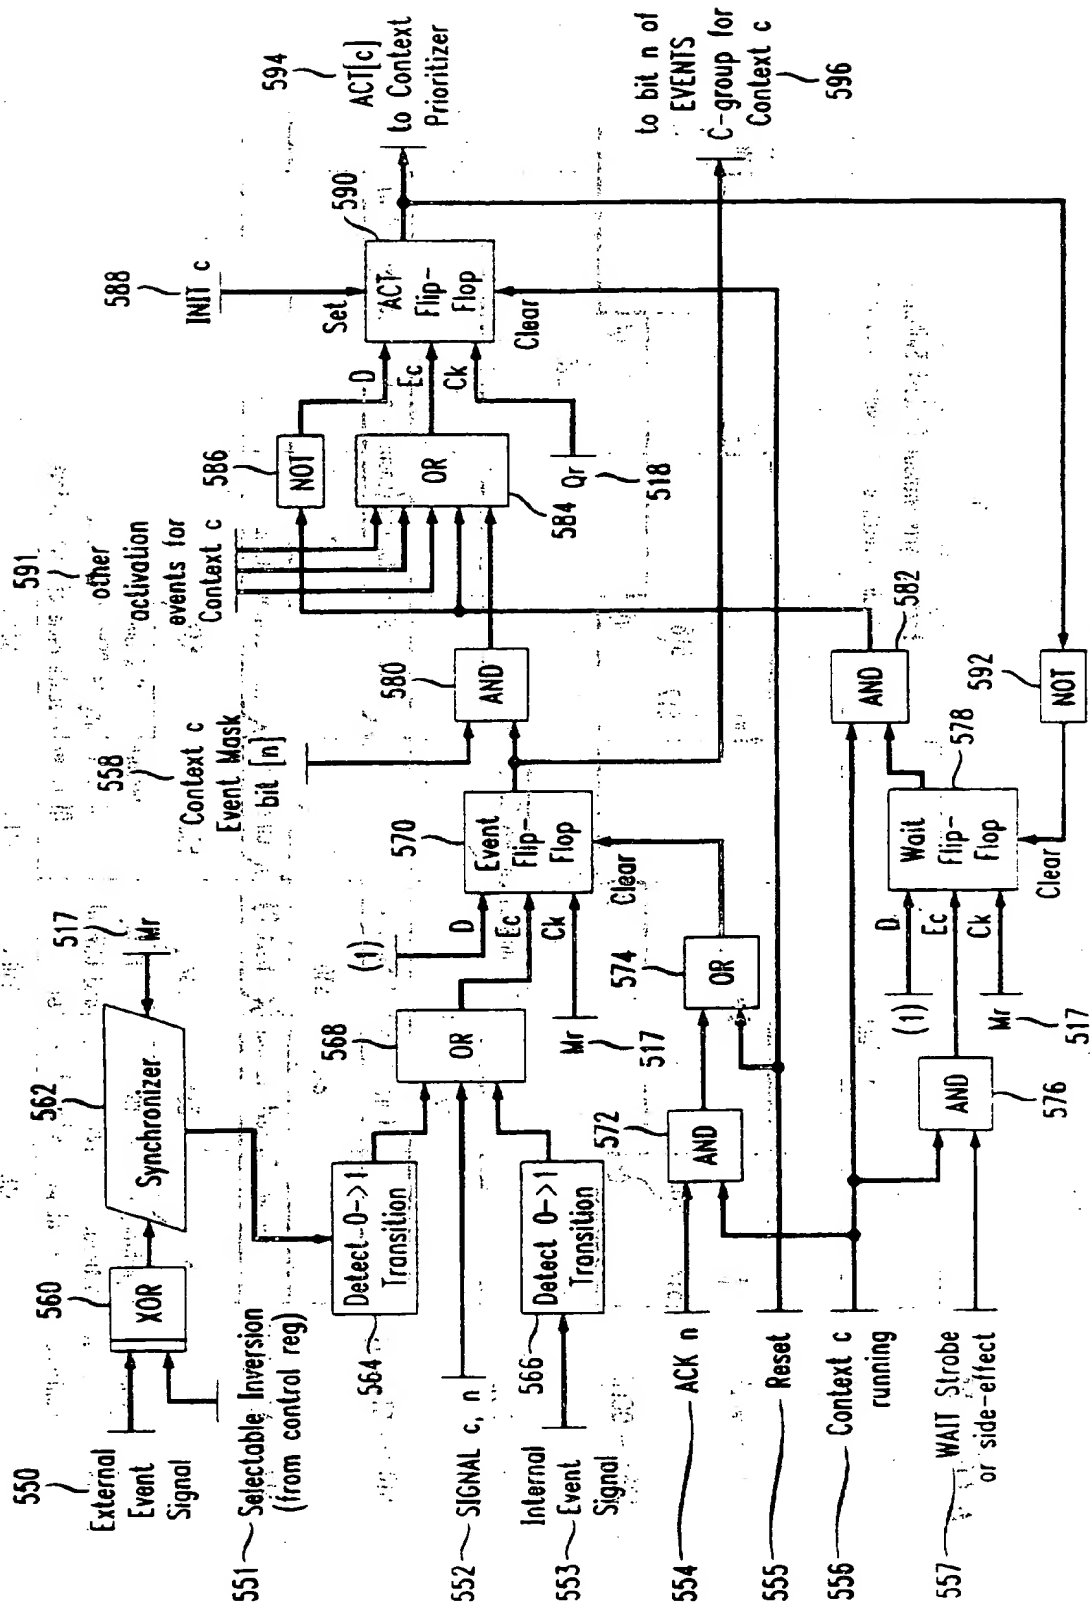 550
External
Event
Signal
551
Selectable Inversion
(from control reg)
560
XOR
562
Synchronizer
517
Mr
564
Detect 0->1
Transition
552
SIGNAL c, n
553
Internal
Event
Signal
566
Detect 0->1
Transition
568
OR
(1)
D
Ec
Ck
Mr
517
570
Event
Flip-
Flop
Clear
558
Context c
Event Mask
bit [n]
580
AND
591
other
activation
events for
Context c
586
NOT
OR
584
588
INIT c
Set
D
Ec
Ck
Qr
518
590
ACT
Flip-
Flop
Clear
594
ACT[c]
to Context
Prioritizer
to bit n of
EVENTS
C-group for
Context c
596
554
ACK n
555
Reset
556
Context c
running
557
WAIT Strobe
or side-effect
572
AND
574
OR
AND
576
(1)
D
Ec
Ck
Mr
517
Wait
Flip-
Flop
578
Clear
AND
582
592
NOT